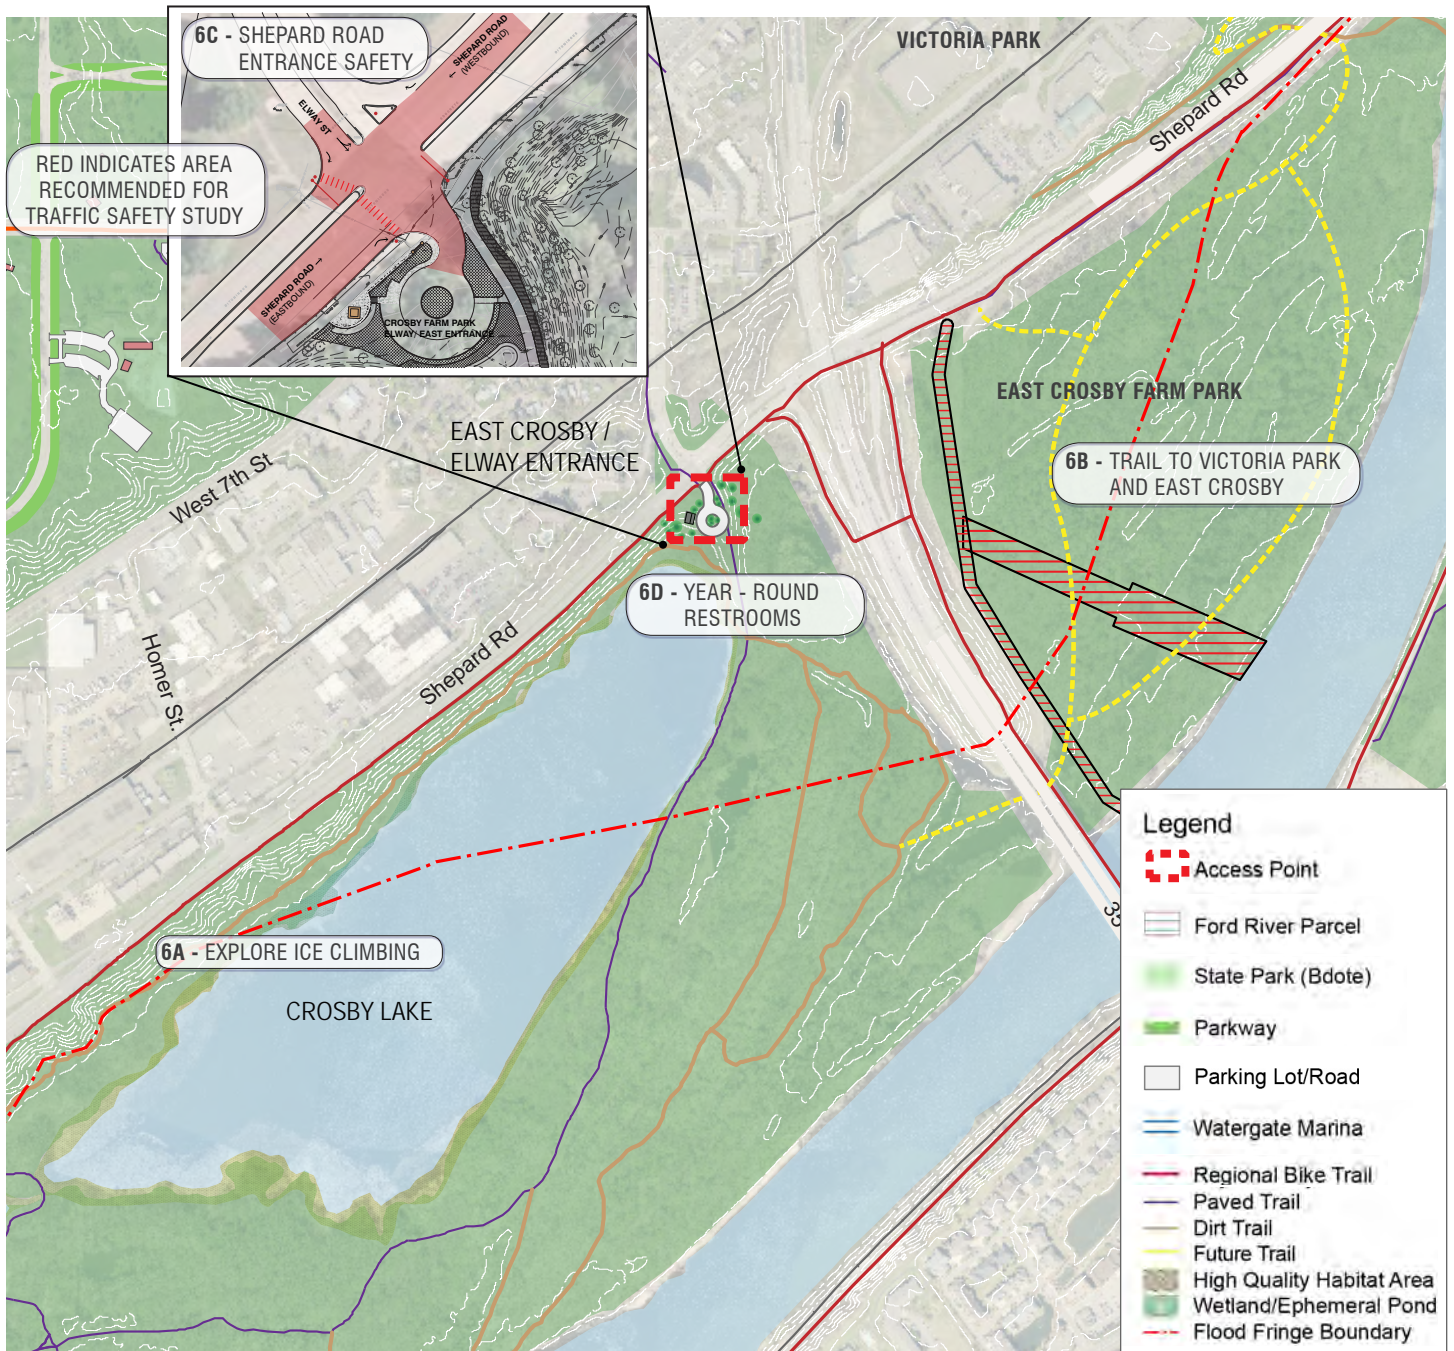 6C - SHEPARD ROAD
ENTRANCE SAFETY
← SHEPARD ROAD
(WESTBOUND)
ELWAY ST
SHEPARD ROAD →
(EASTBOUND)
CROSBY FARM PARK
ELWAY/ EAST ENTRANCE
RED INDICATES AREA
RECOMMENDED FOR
TRAFFIC SAFETY STUDY
VICTORIA PARK
Shepard Rd
EAST CROSBY FARM PARK
6B - TRAIL TO VICTORIA PARK
AND EAST CROSBY
EAST CROSBY /
ELWAY ENTRANCE
West 7th St
6D - YEAR - ROUND
RESTROOMS
Homer St.
Shepard Rd
6A - EXPLORE ICE CLIMBING
CROSBY LAKE
35
Legend
Access Point
Ford River Parcel
State Park (Bdote)
Parkway
Parking Lot/Road
Watergate Marina
Regional Bike Trail
Paved Trail
Dirt Trail
Future Trail
High Quality Habitat Area
Wetland/Ephemeral Pond
Flood Fringe Boundary